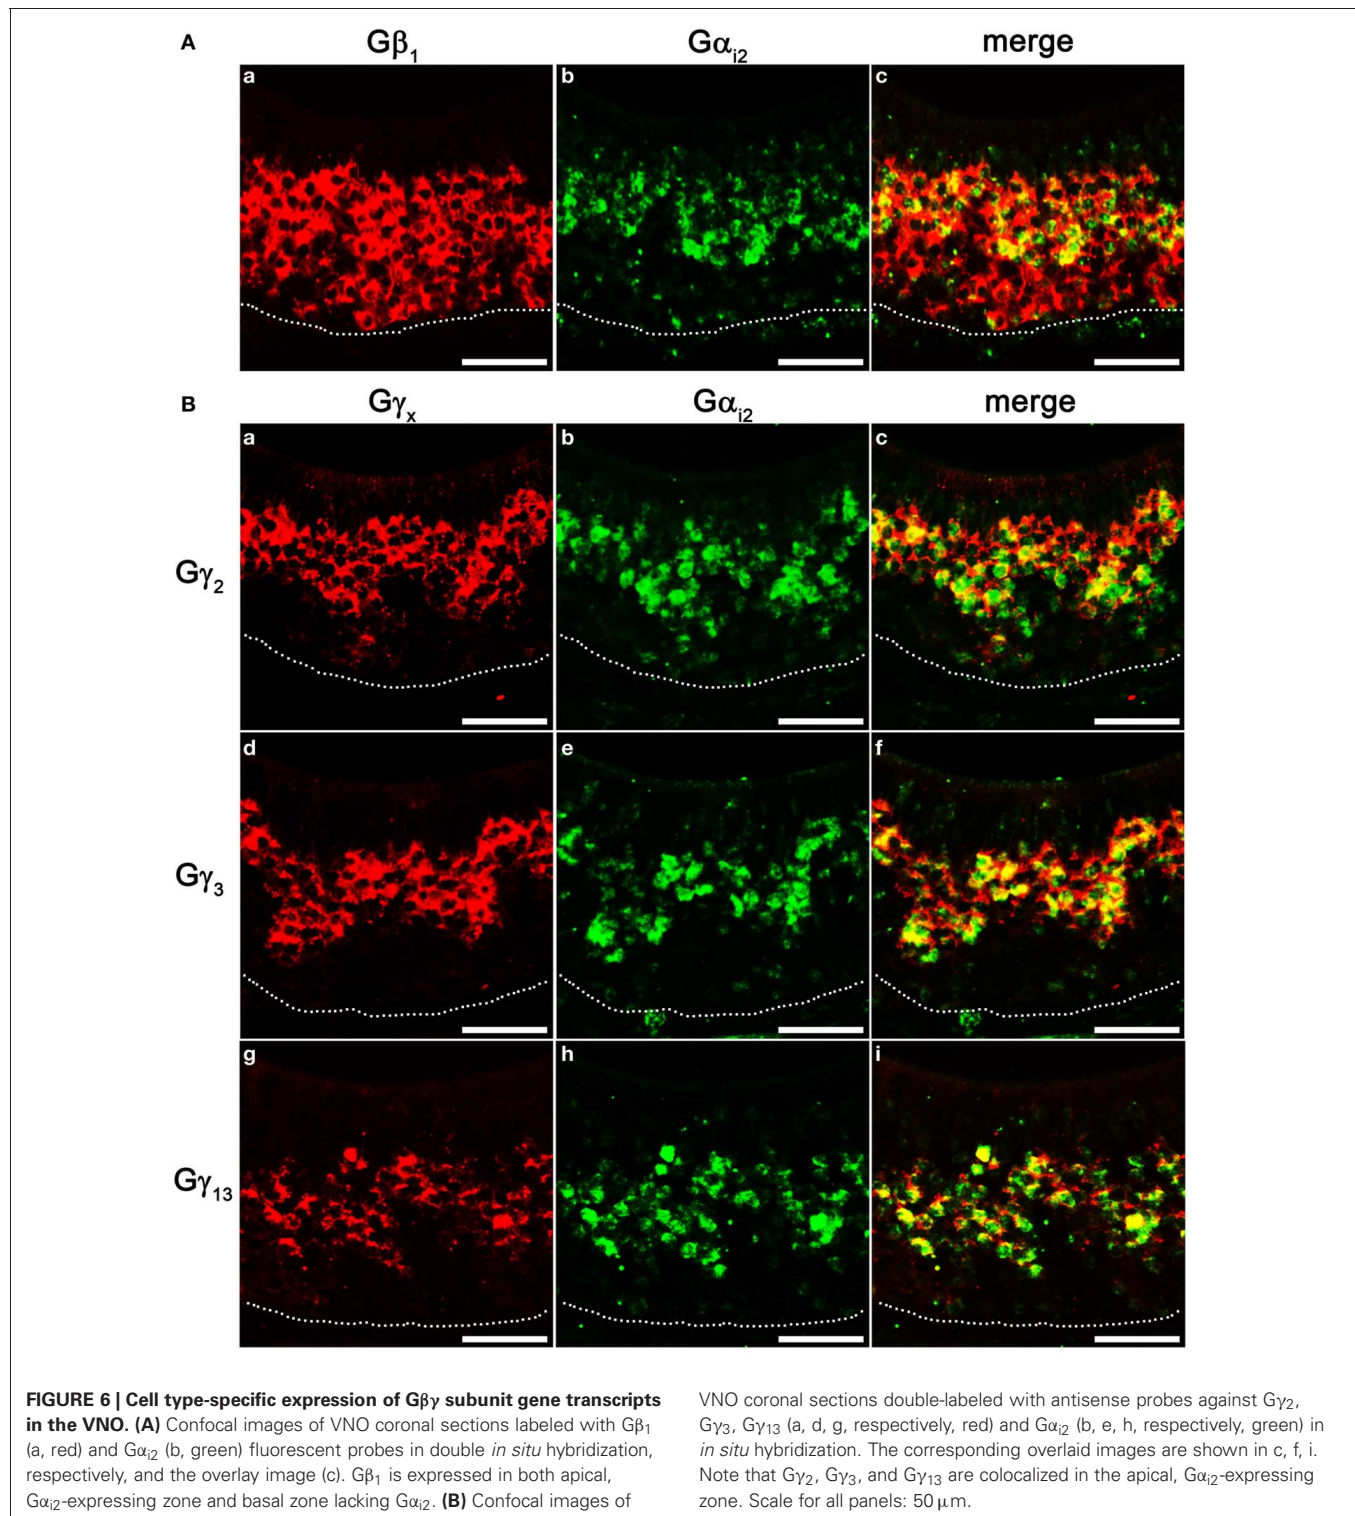 A
Gβ1 Gαi2 merge
a b c
B
Gγx Gαi2 merge
a b c
Gγ2
d e f
Gγ3
g h i
Gγ13
FIGURE 6 | Cell type-specific expression of Gβγ subunit gene transcripts
in the VNO. (A) Confocal images of VNO coronal sections labeled with Gβ1
(a, red) and Gαi2 (b, green) fluorescent probes in double in situ hybridization,
respectively, and the overlay image (c). Gβ1 is expressed in both apical,
Gαi2-expressing zone and basal zone lacking Gαi2. (B) Confocal images of
VNO coronal sections double-labeled with antisense probes against Gγ2,
Gγ3, Gγ13 (a, d, g, respectively, red) and Gαi2 (b, e, h, respectively, green) in
in situ hybridization. The corresponding overlaid images are shown in c, f, i.
Note that Gγ2, Gγ3, and Gγ13 are colocalized in the apical, Gαi2-expressing
zone. Scale for all panels: 50 μm.